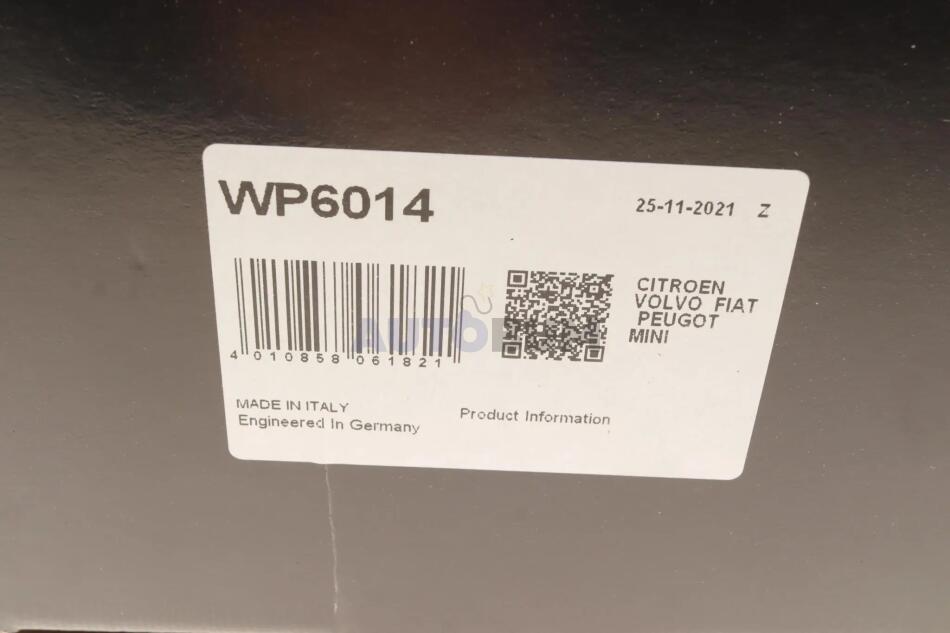 WP6014
25-11-2021 Z
4 010858 061821
CITROEN
VOLVO FIAT
PEUGOT
MINI
MADE IN ITALY
Engineered In Germany
Product Information